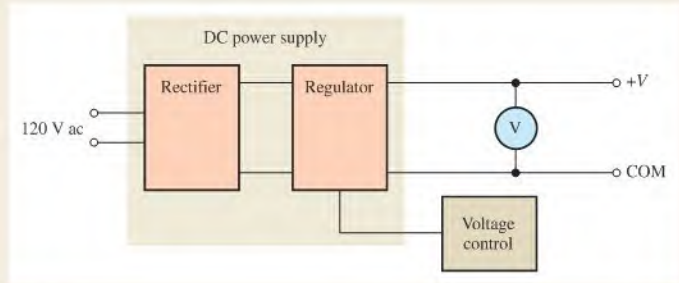 DC power supply
Rectifier
Regulator
+V
120 V ac
V
COM
Voltage
control